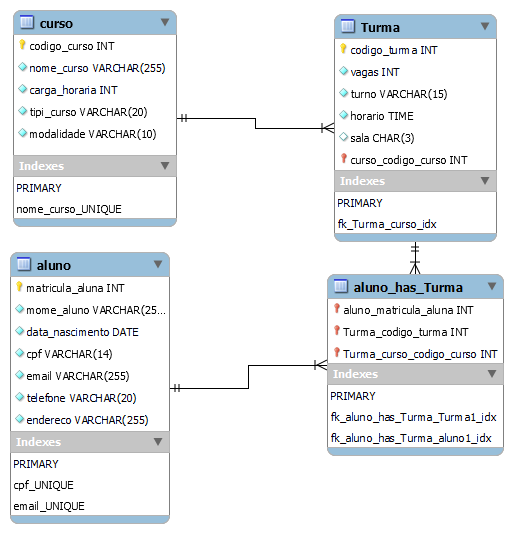 curso
codigo_curso INT
nome_curso VARCHAR(255)
carga_horaria INT
tipi_curso VARCHAR(20)
modalidade VARCHAR(10)
Indexes
PRIMARY
nome_curso_UNIQUE
Turma
codigo_turma INT
vagas INT
turno VARCHAR(15)
horario TIME
sala CHAR(3)
curso_codigo_curso INT
Indexes
PRIMARY
fk_Turma_curso_idx
aluno
matricula_aluna INT
mome_aluno VARCHAR(25...
data_nascimento DATE
cpf VARCHAR(14)
email VARCHAR(255)
telefone VARCHAR(20)
endereco VARCHAR(255)
Indexes
PRIMARY
cpf_UNIQUE
email_UNIQUE
aluno_has_Turma
aluno_matricula_aluna INT
Turma_codigo_turma INT
Turma_curso_codigo_curso INT
Indexes
PRIMARY
fk_aluno_has_Turma_Turma1_idx
fk_aluno_has_Turma_aluno1_idx